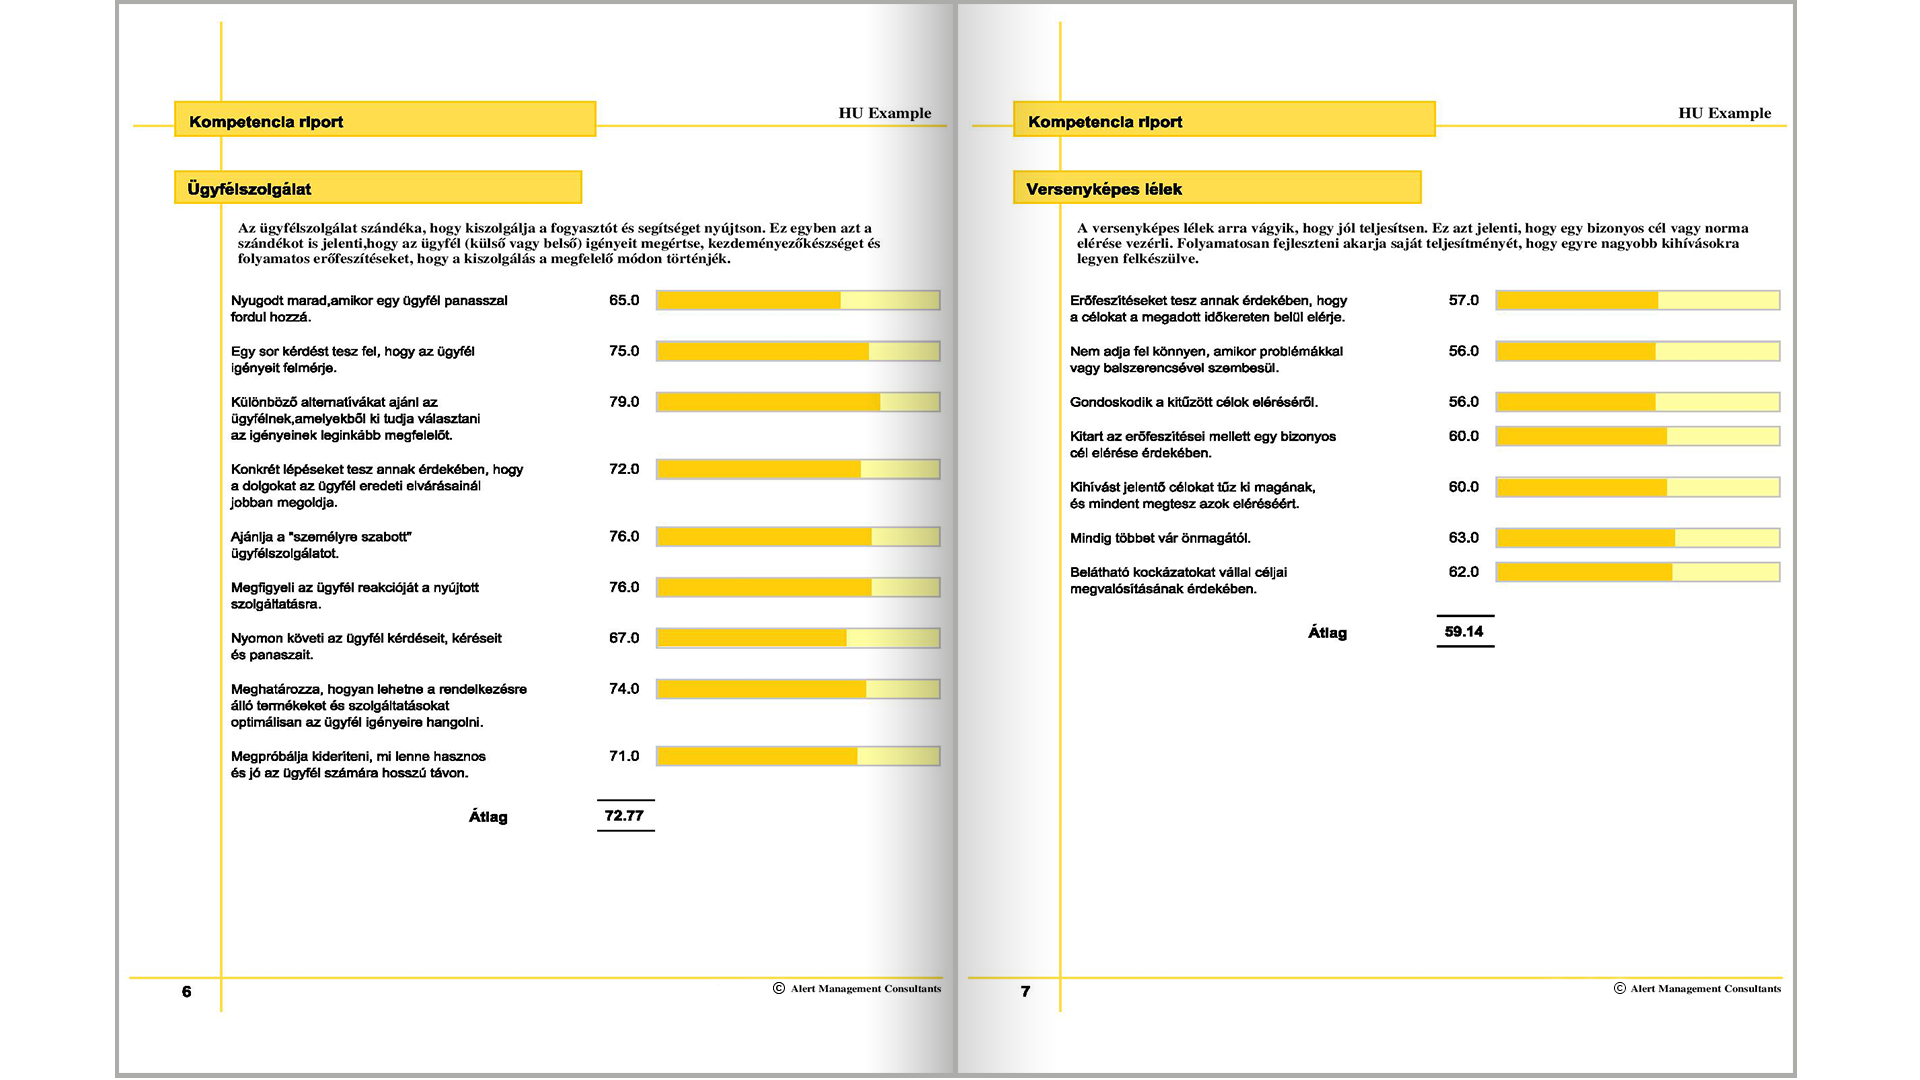 Kompetencia riport
HU Example
Ügyfélszolgálat
Az ügyfélszolgálat szándéka, hogy kiszolgálja a fogyasztót és segítséget nyújtson. Ez egyben azt a
szándékot is jelenti,hogy az ügyfél (külső vagy belső) igényeit megértse, kezdeményezőkészséget és
folyamatos erőfeszítéseket, hogy a kiszolgálás a megfelelő módon történjék.
Nyugodt marad,amikor egy ügyfél panasszal 65.0
fordul hozzá.
Egy sor kérdést tesz fel, hogy az ügyfél 75.0
igényeit felmérje.
Különböző alternatívákat ajánl az 79.0
ügyfélnek,amelyekből ki tudja választani
az igényeinek leginkább megfelelőt.
Konkrét lépéseket tesz annak érdekében, hogy 72.0
a dolgokat az ügyfél eredeti elvárásainál
jobban megoldja.
Ajánlja a "személyre szabott" 76.0
ügyfélszolgálatot.
Megfigyeli az ügyfél reakcióját a nyújtott 76.0
szolgáltatásra.
Nyomon követi az ügyfél kérdéseit, kéréseit 67.0
és panaszait.
Meghatározza, hogyan lehetne a rendelkezésre 74.0
álló termékeket és szolgáltatásokat
optimálisan az ügyfél igényeire hangolni.
Megpróbálja kideríteni, mi lenne hasznos 71.0
és jó az ügyfél számára hosszú távon.
Átlag 72.77
6
© Alert Management Consultants
Kompetencia riport
HU Example
Versenyképes lélek
A versenyképes lélek arra vágyik, hogy jól teljesítsen. Ez azt jelenti, hogy egy bizonyos cél vagy norma
elérése vezérli. Folyamatosan fejleszteni akarja saját teljesítményét, hogy egyre nagyobb kihívásokra
legyen felkészülve.
Erőfeszítéseket tesz annak érdekében, hogy 57.0
a célokat a megadott időkereten belül elérje.
Nem adja fel könnyen, amikor problémákkal 56.0
vagy balszerencsével szembesül.
Gondoskodik a kitűzött célok eléréséről. 56.0
Kitart az erőfeszítései mellett egy bizonyos 60.0
cél elérése érdekében.
Kihívást jelentő célokat tűz ki magának, 60.0
és mindent megtesz azok eléréséért.
Mindig többet vár önmagától. 63.0
Belátható kockázatokat vállal céljai 62.0
megvalósításának érdekében.
Átlag 59.14
7
© Alert Management Consultants